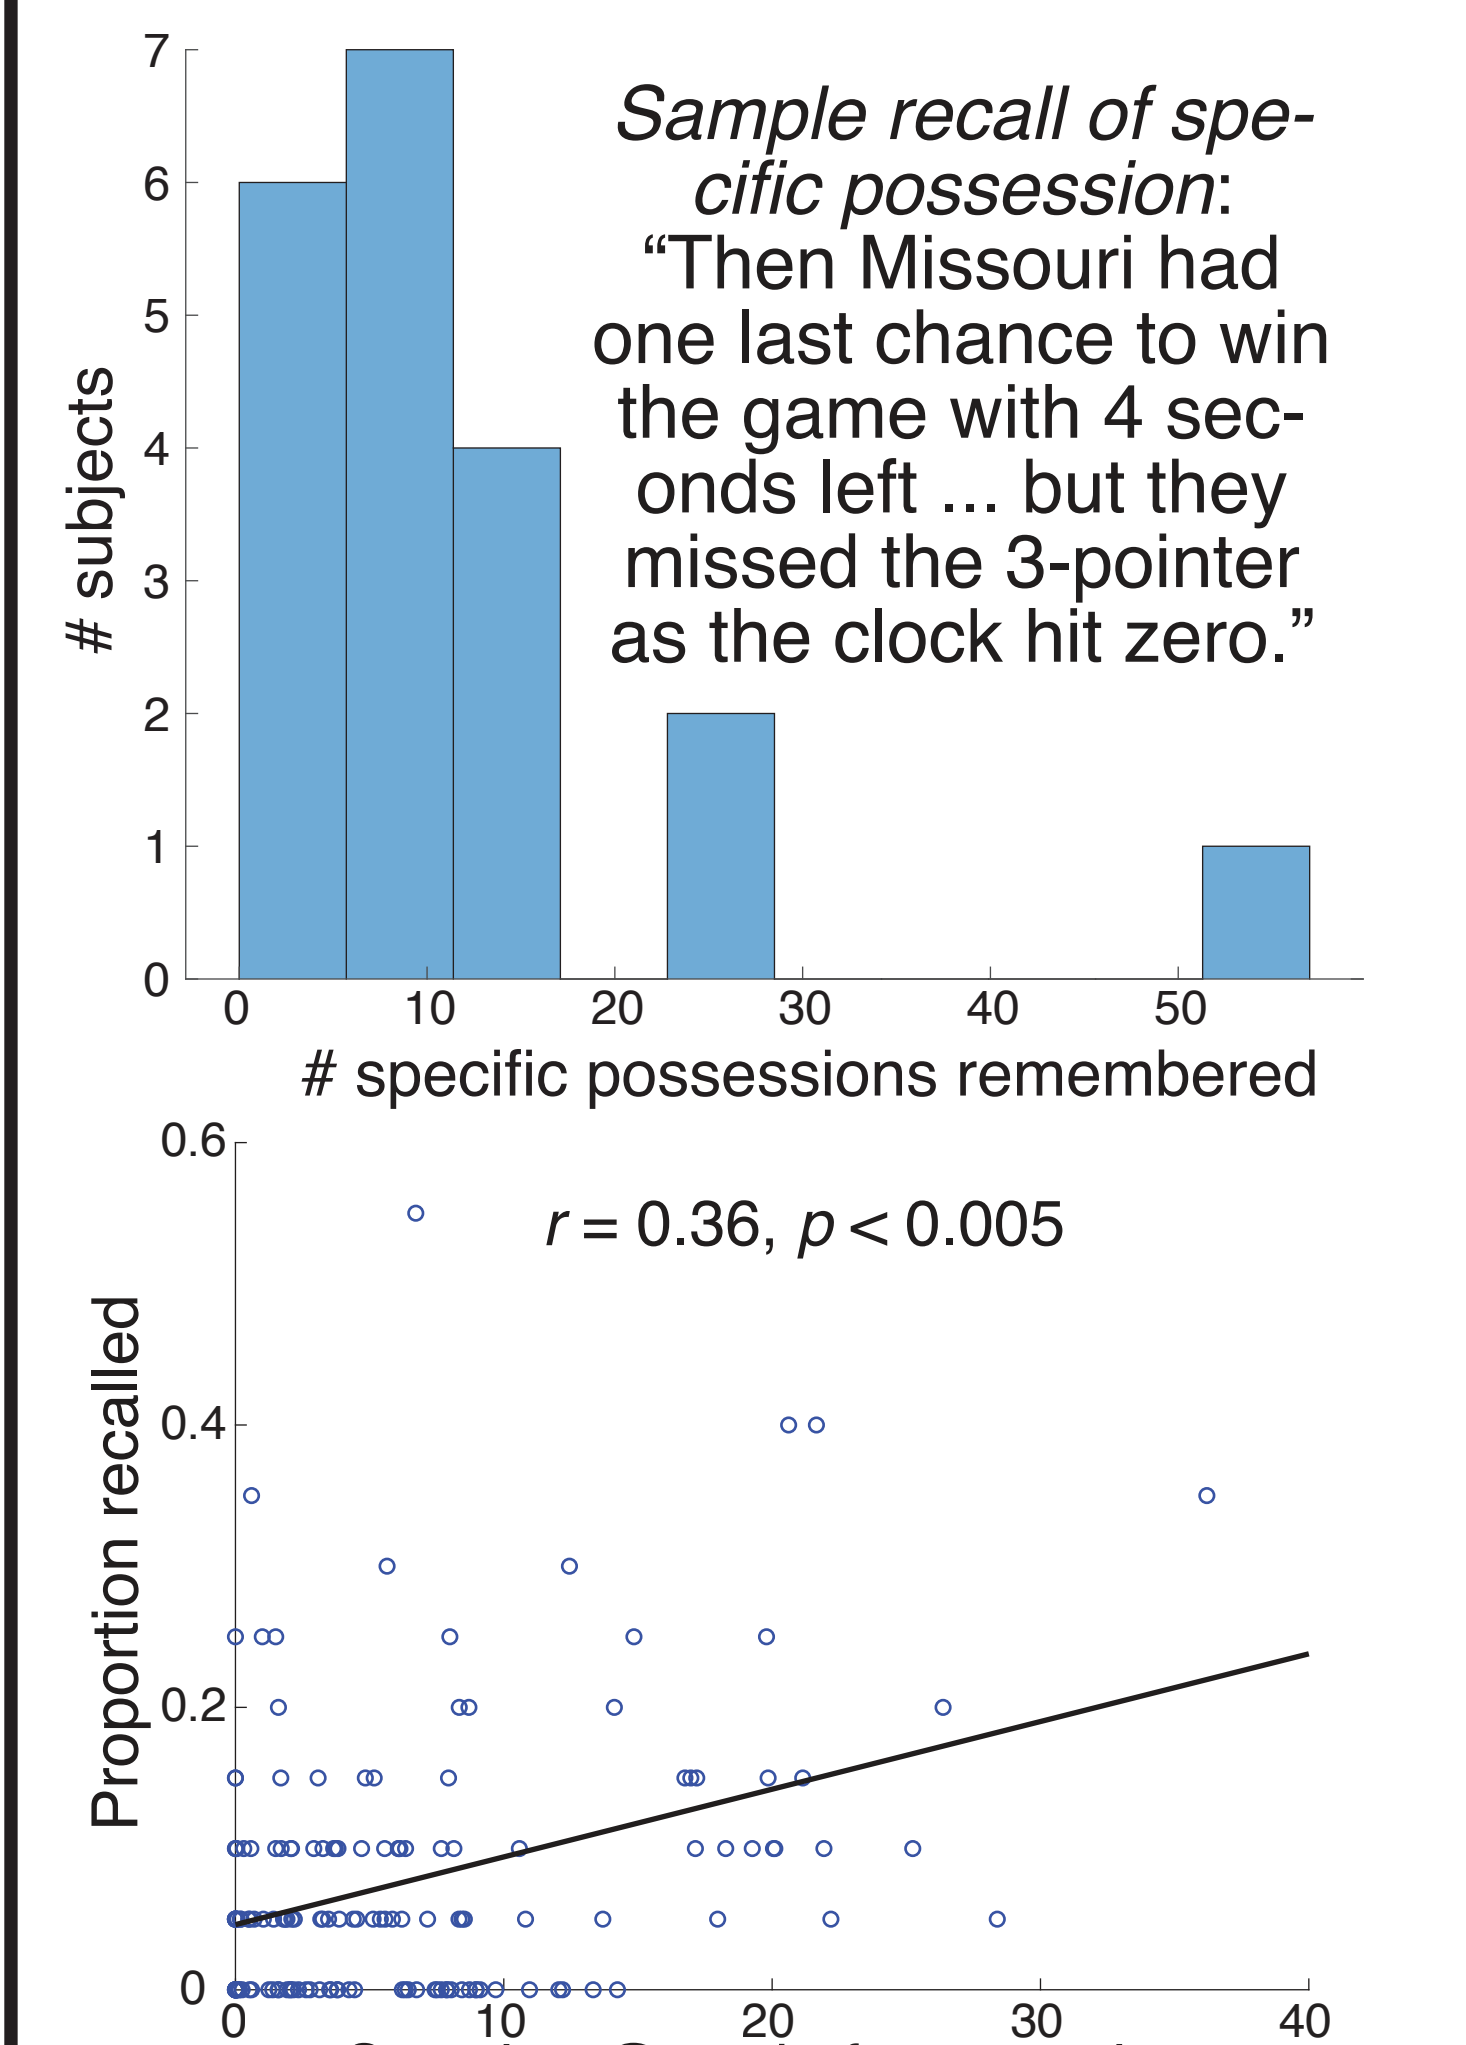 7
6
5
4
3
2
1
0
# subjects
Sample recall of spe-
cific possession:
“Then Missouri had
one last chance to win
the game with 4 sec-
onds left ... but they
missed the 3-pointer
as the clock hit zero.”
0 10 20 30 40 50
# specific possessions remembered
0.6
0.4
0.2
0
Proportion recalled
r = 0.36, p < 0.005
0 10 20 30 40